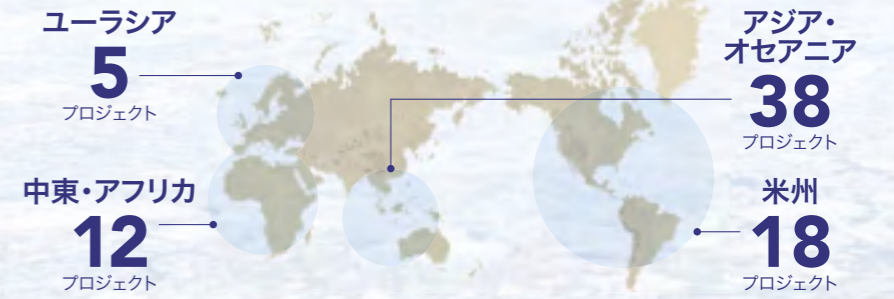 ユーラシア
5
プロジェクト
アジア・
オセアニア
38
プロジェクト
中東・アフリカ
12
プロジェクト
米州
18
プロジェクト